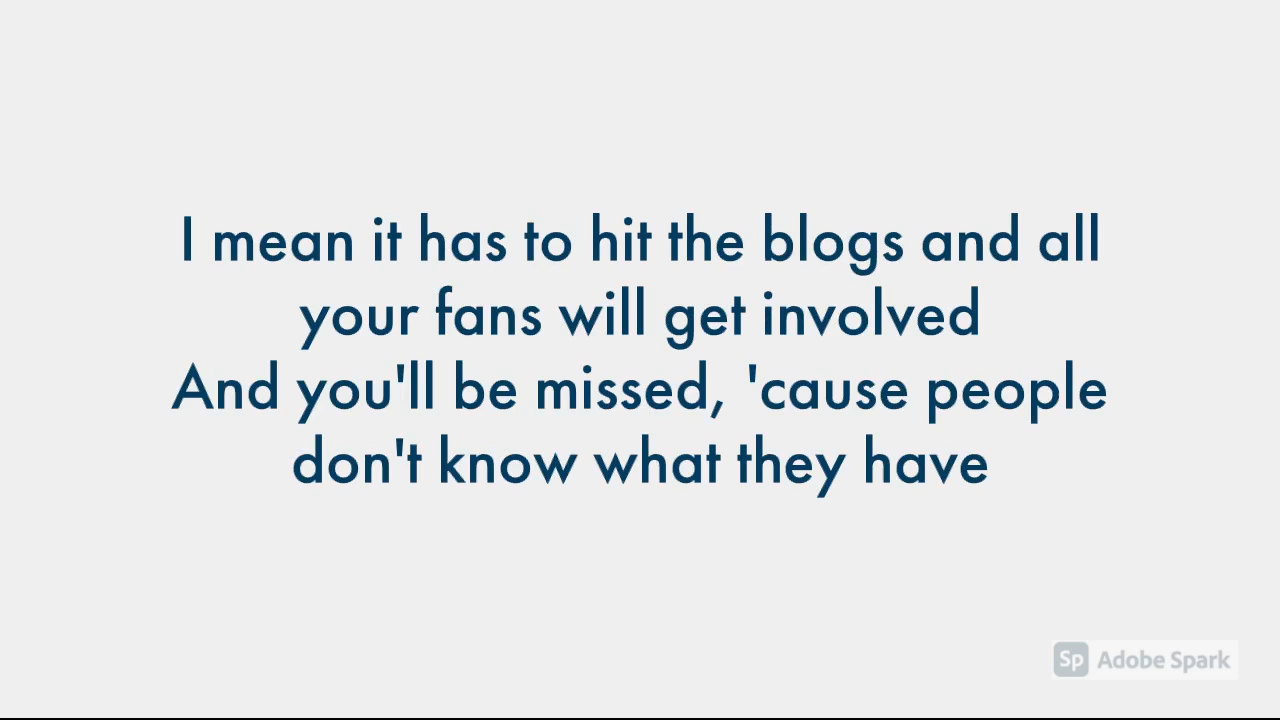 I mean it has to hit the blogs and all
your fans will get involved
And you'll be missed, 'cause people
don't know what they have
Sp Adobe Spark